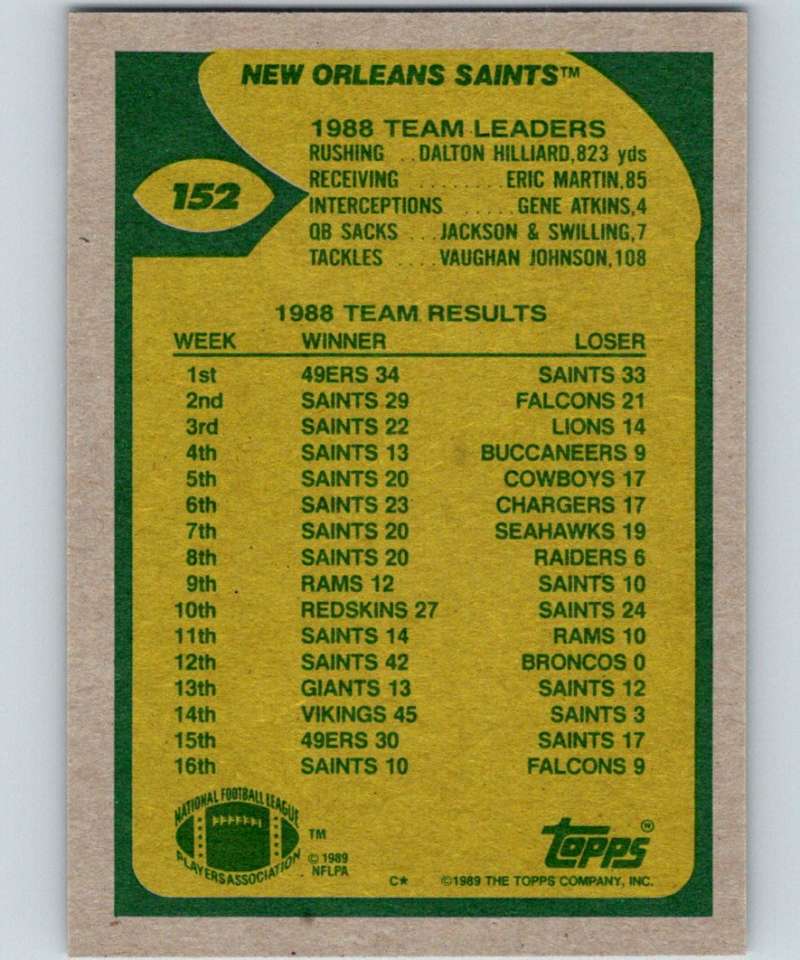 NEW ORLEANS SAINTS™
1988 TEAM LEADERS
RUSHING ..DALTON HILLIARD,823 yds
152
RECEIVING ........ERIC MARTIN,85
INTERCEPTIONS ......GENE ATKINS,4
QB SACKS ...JACKSON & SWILLING,7
TACKLES ....VAUGHAN JOHNSON,108
1988 TEAM RESULTS
WEEK WINNER LOSER
1st 49ERS 34 SAINTS 33
2nd SAINTS 29 FALCONS 21
3rd SAINTS 22 LIONS 14
4th SAINTS 13 BUCCANEERS 9
5th SAINTS 20 COWBOYS 17
6th SAINTS 23 CHARGERS 17
7th SAINTS 20 SEAHAWKS 19
8th SAINTS 20 RAIDERS 6
9th RAMS 12 SAINTS 10
10th REDSKINS 27 SAINTS 24
11th SAINTS 14 RAMS 10
12th SAINTS 42 BRONCOS 0
13th GIANTS 13 SAINTS 12
14th VIKINGS 45 SAINTS 3
15th 49ERS 30 SAINTS 17
16th SAINTS 10 FALCONS 9
NATIONAL FOOTBALL LEAGUE
PLAYERS ASSOCIATION
TM
© 1989
NFLPA
topps®
C* ©1989 THE TOPPS COMPANY, INC.